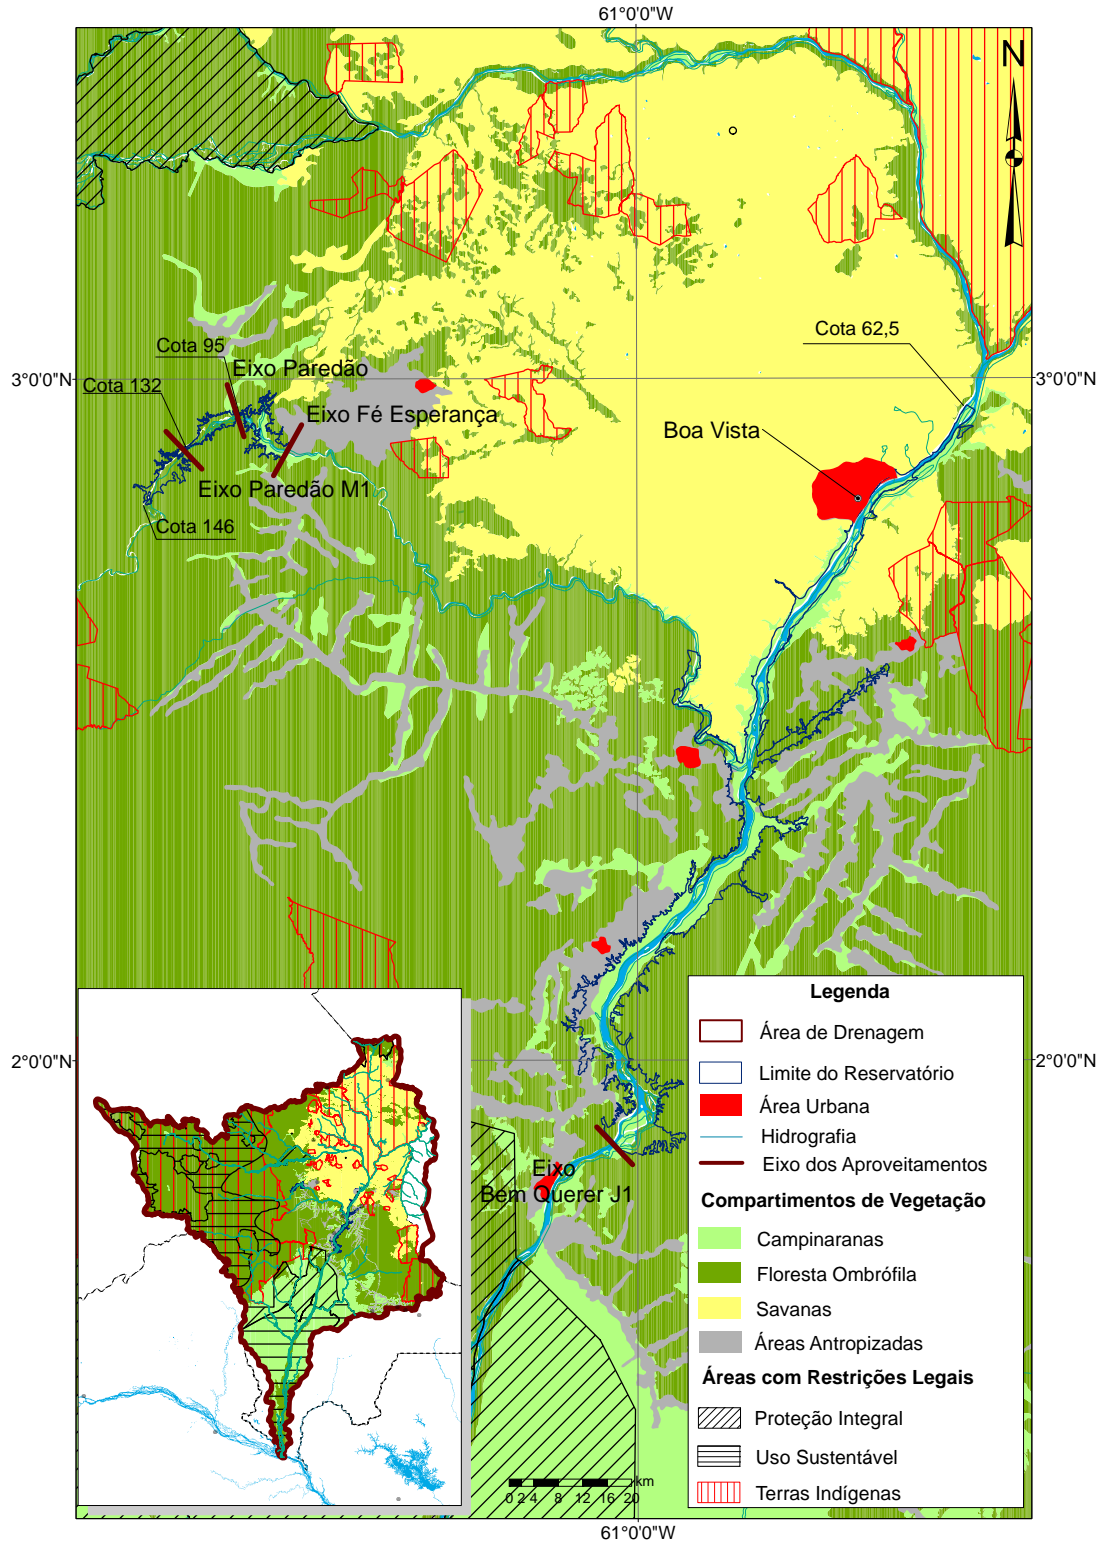 61°0'0"W
N
Cota 62,5
Cota 95
Eixo Paredão
3°0'0"N
3°0'0"N
Cota 132
Eixo Fé Esperança
Boa Vista
Eixo Paredão M1
Cota 146
Legenda
Área de Drenagem
2°0'0"N
2°0'0"N
Limite do Reservatório
Área Urbana
Hidrografia
Eixo dos Aproveitamentos
Eixo
Bem Querer J1
Compartimentos de Vegetação
Campinaranas
Floresta Ombrófila
Savanas
Áreas Antropizadas
Áreas com Restrições Legais
Proteção Integral
Uso Sustentável
Terras Indígenas
km
0 2 4 8 12 16 20
61°0'0"W